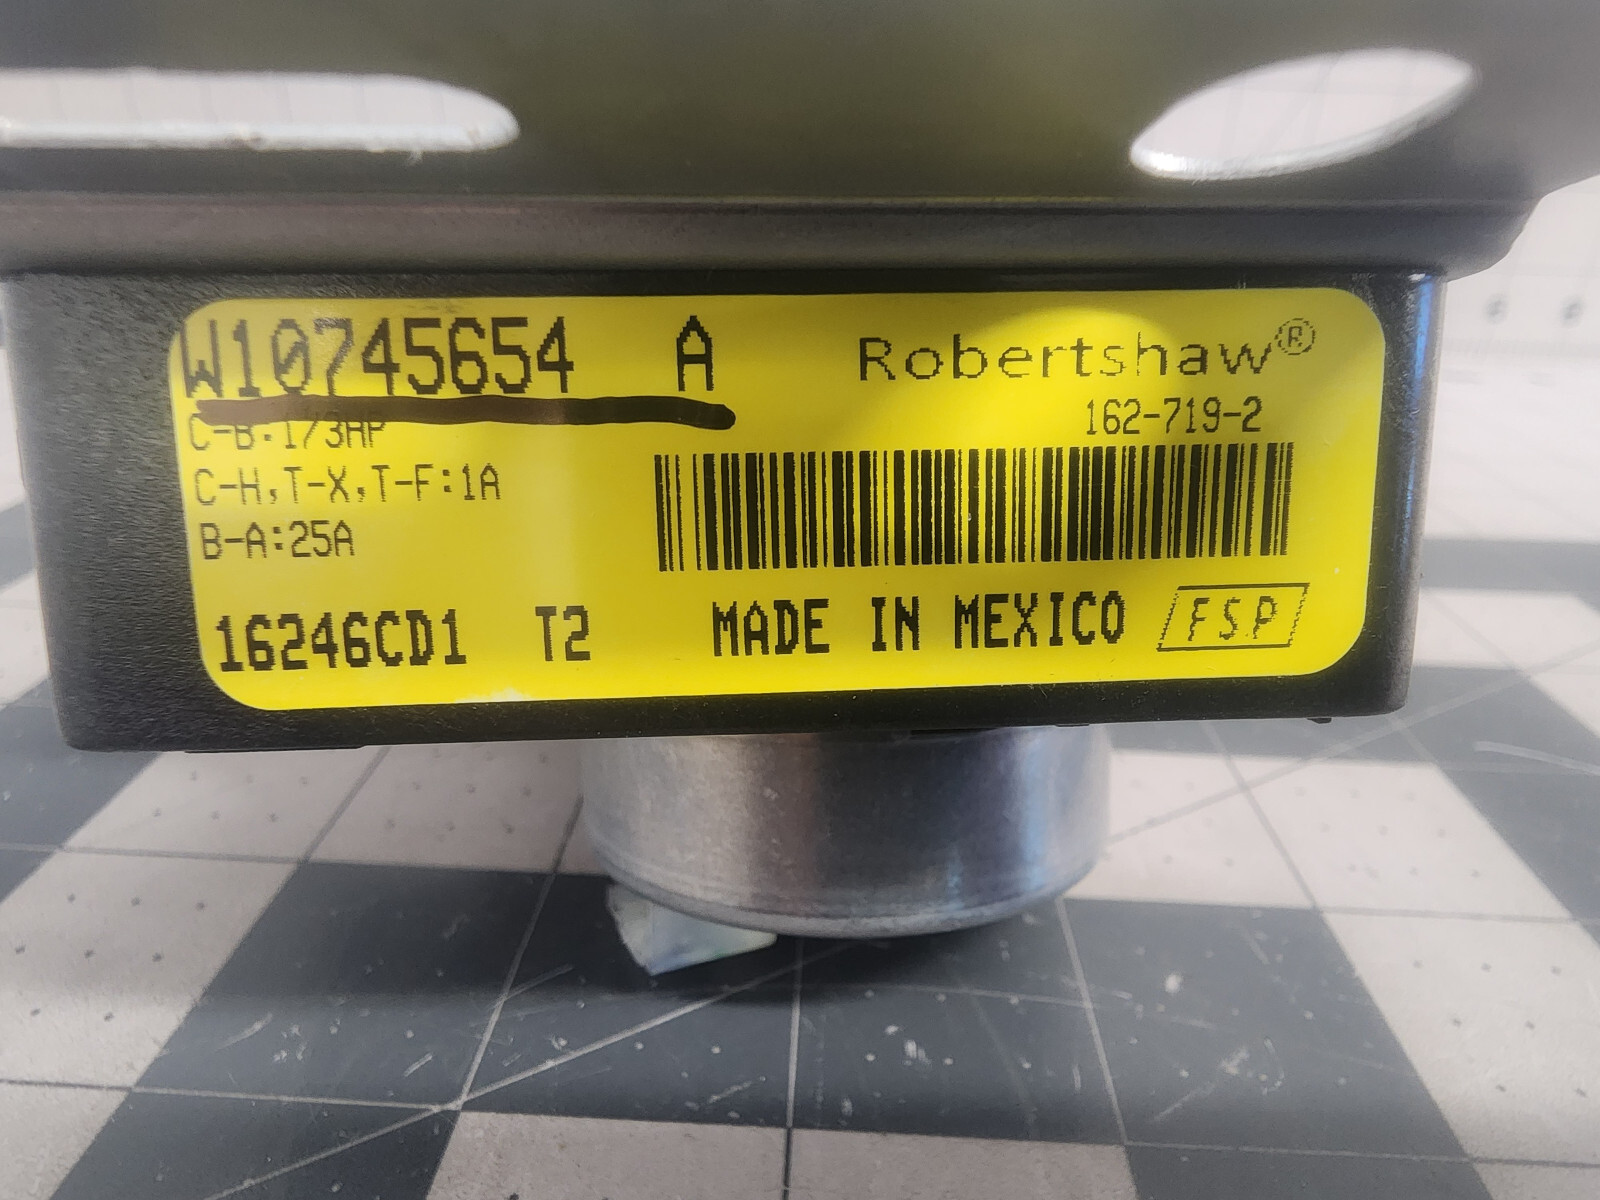 W10745654 A
Robertshaw®
162-719-2
C-B:1/3HP
C-H,T-X,T-F:1A
B-A:25A
16246CD1 T2 MADE IN MEXICO FSP